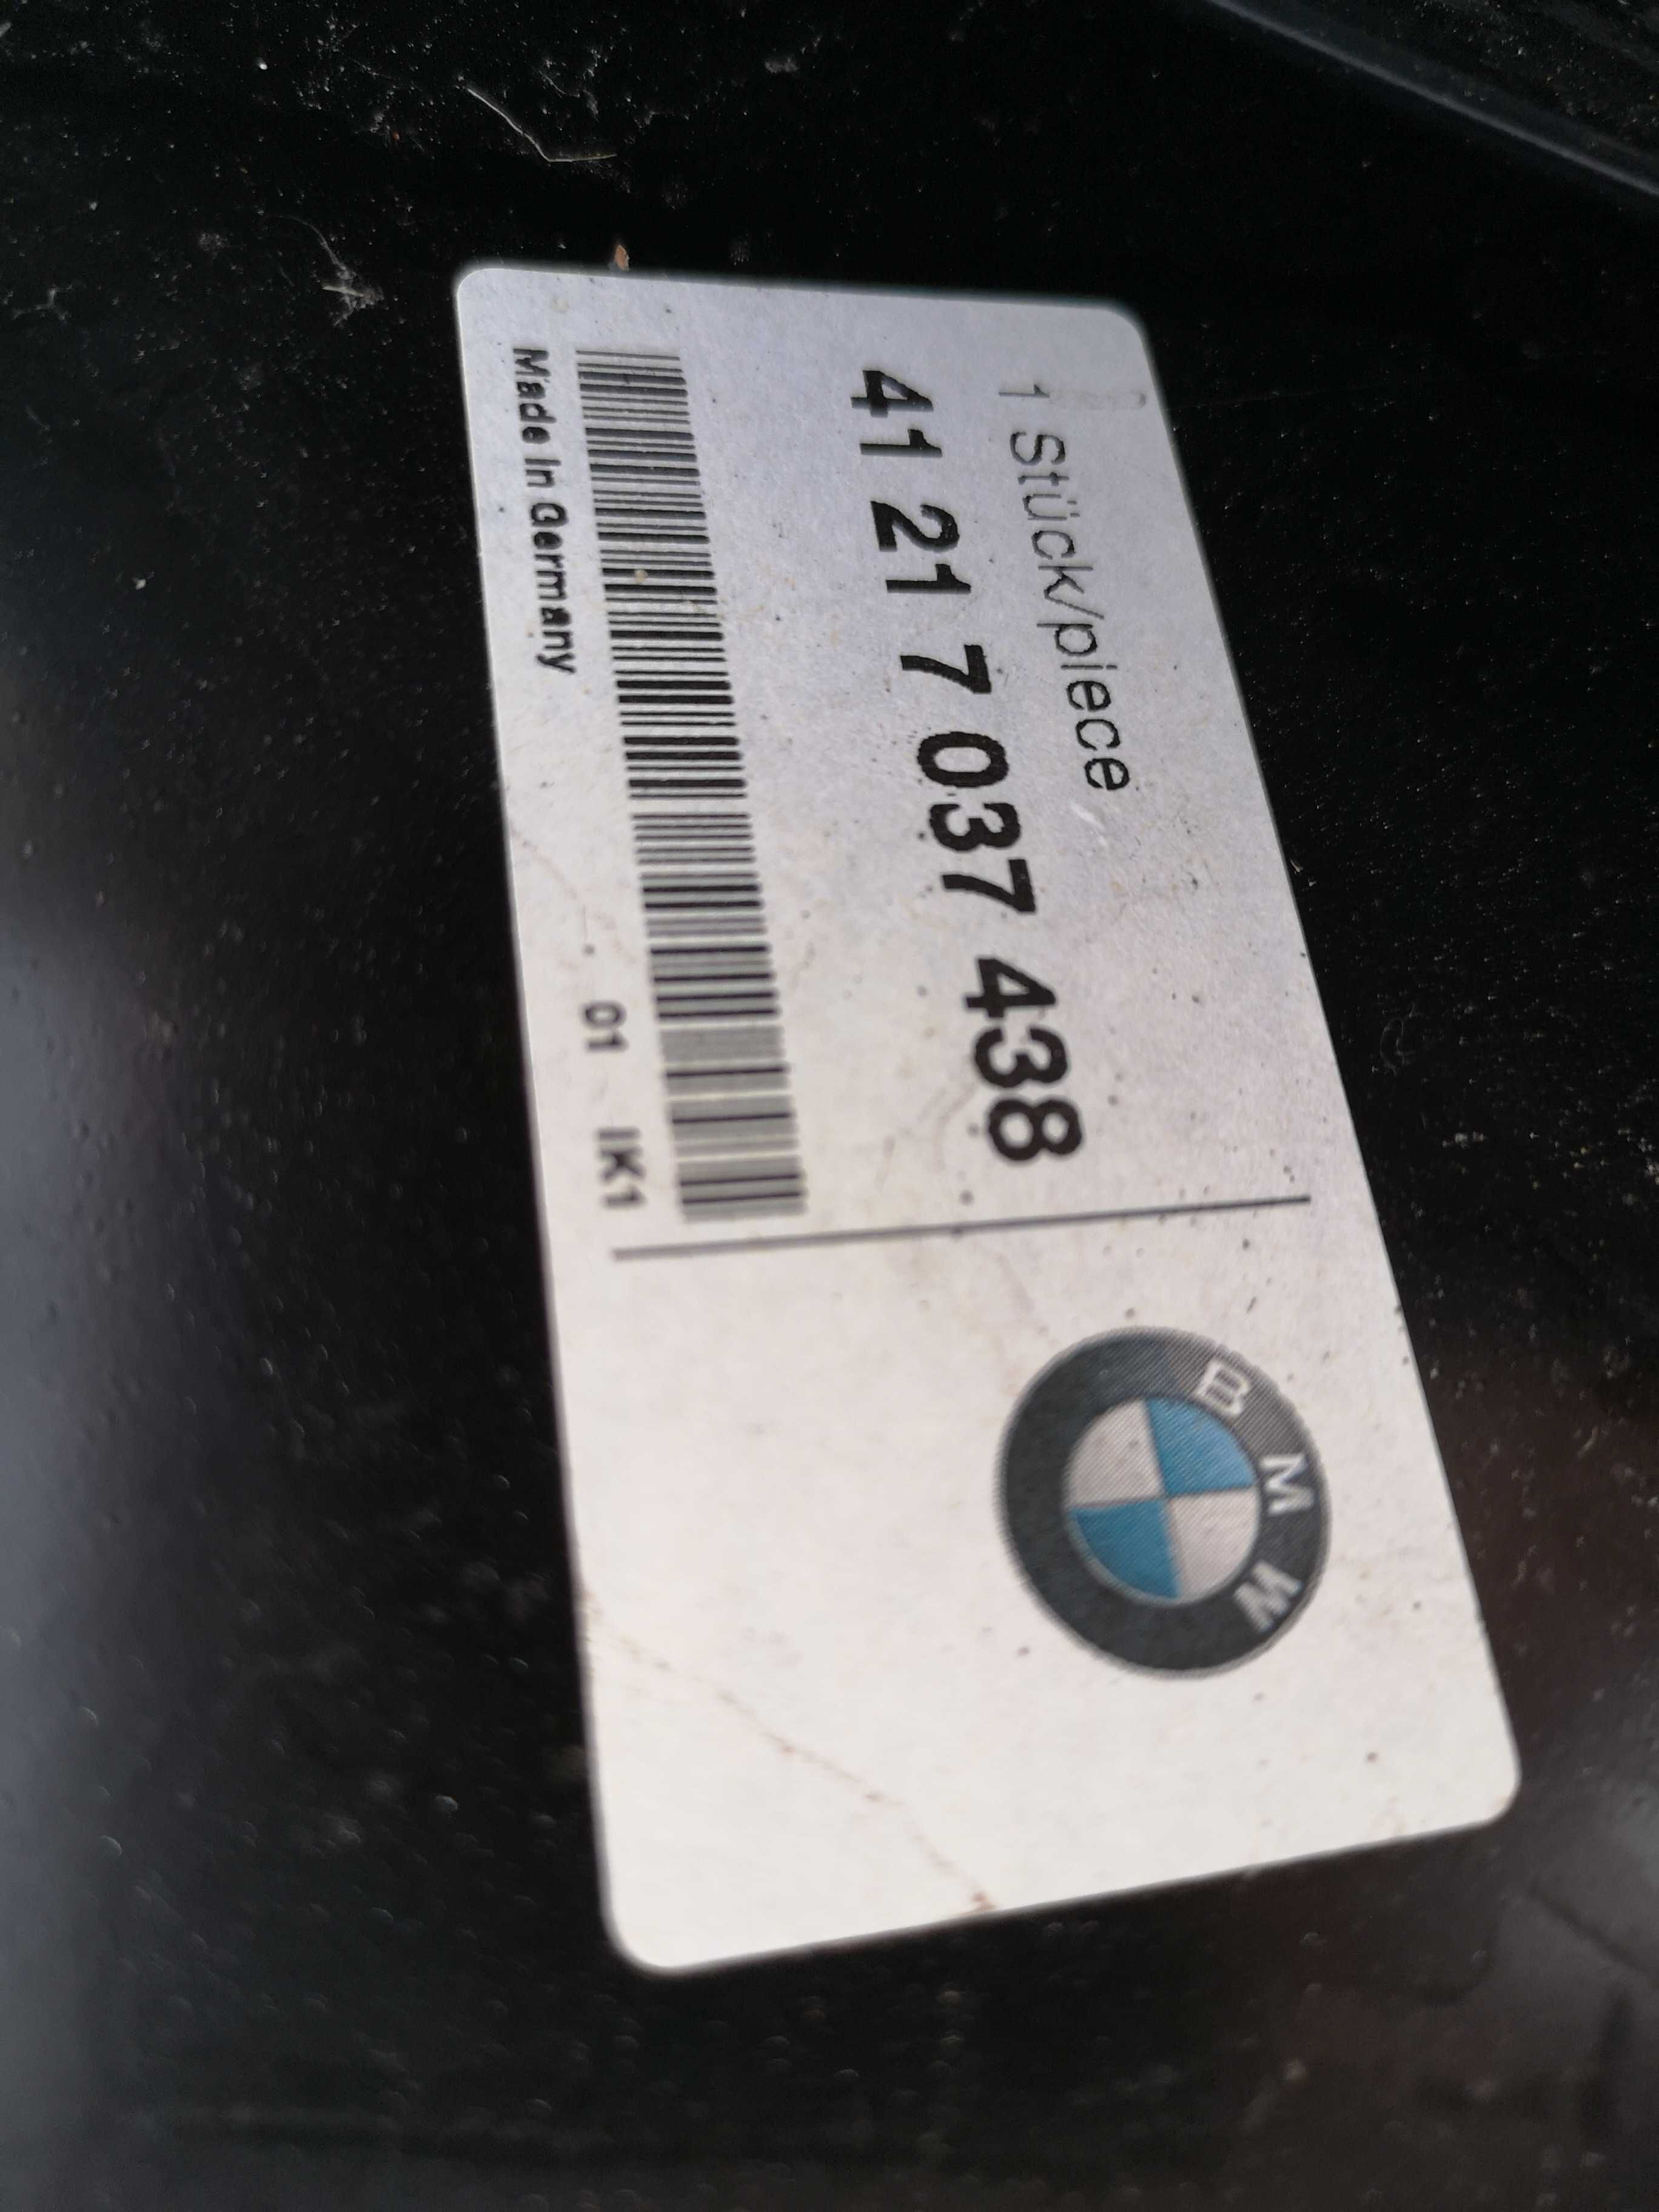 1 Stück/piece
41 21 7 037 438
Made in Germany
01 IK1
BMW